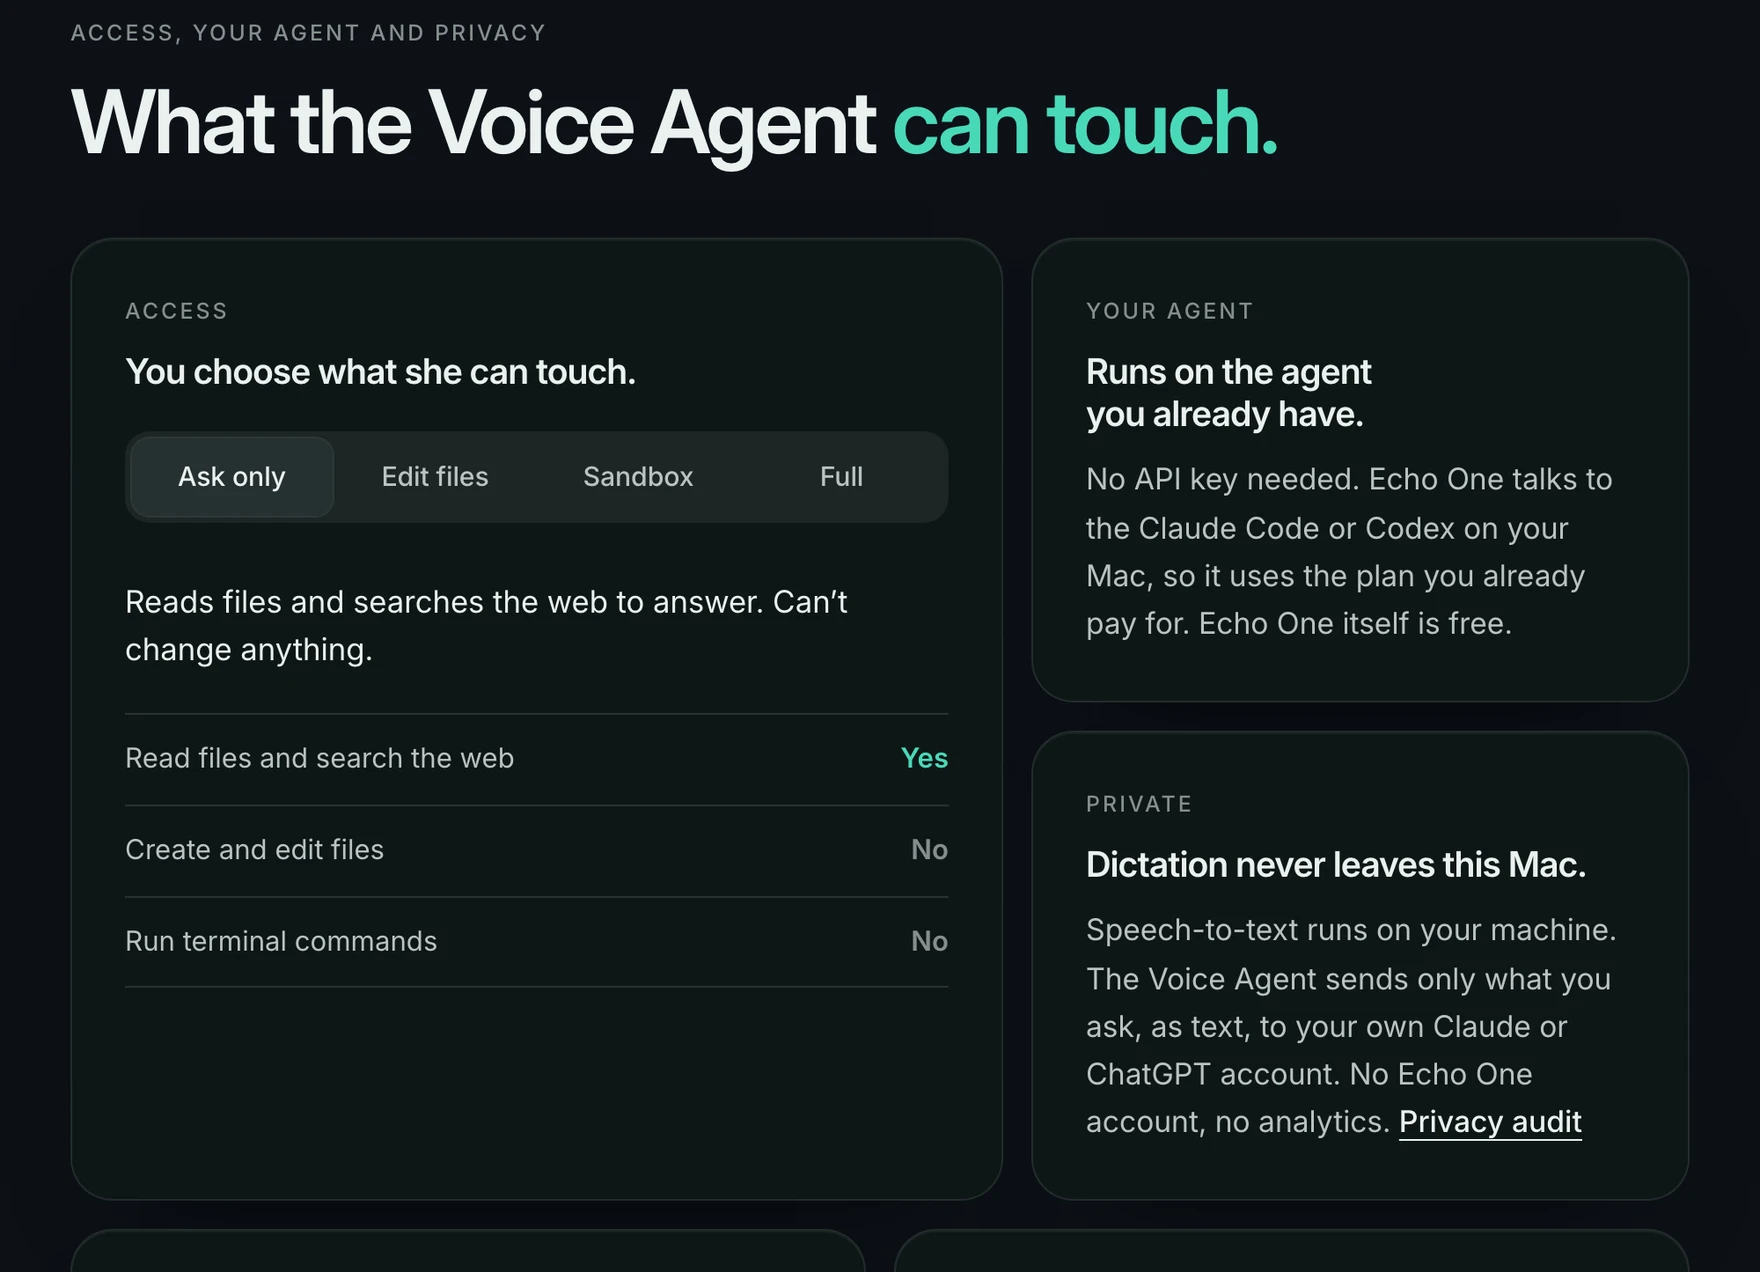 ACCESS, YOUR AGENT AND PRIVACY
What the Voice Agent can touch.
ACCESS
You choose what she can touch.
Ask only
Edit files
Sandbox
Full
Reads files and searches the web to answer. Can’t
change anything.
Read files and search the web
Yes
Create and edit files
No
Run terminal commands
No
YOUR AGENT
Runs on the agent
you already have.
No API key needed. Echo One talks to
the Claude Code or Codex on your
Mac, so it uses the plan you already
pay for. Echo One itself is free.
PRIVATE
Dictation never leaves this Mac.
Speech-to-text runs on your machine.
The Voice Agent sends only what you
ask, as text, to your own Claude or
ChatGPT account. No Echo One
account, no analytics. Privacy audit